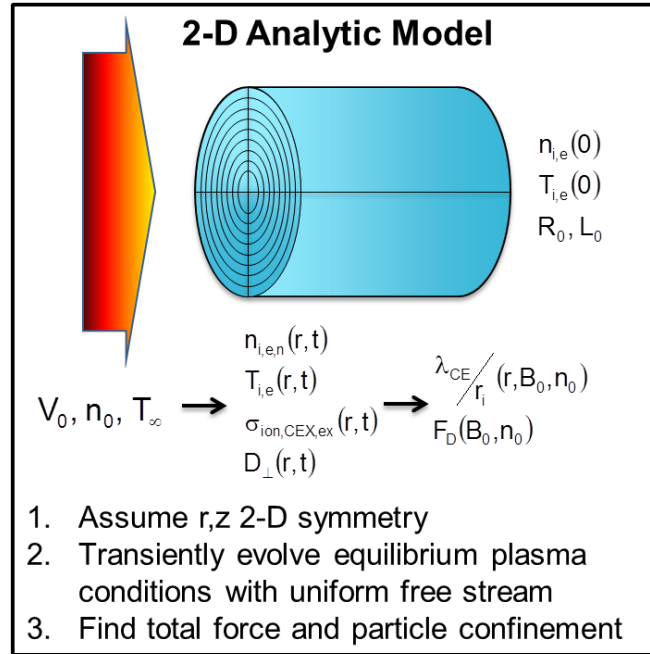 2-D Analytic Model
n_{i,e}(0)
T_{i,e}(0)
R_0, L_0
V_0, n_0, T_∞
n_{i,e,n}(r,t)
T_{i,e}(r,t)
σ_{ion,CEX,ex}(r,t)
D_⊥(r,t)
λ_{CE}/r_i (r,B_0,n_0)
F_D(B_0,n_0)
1. Assume r,z 2-D symmetry
2. Transiently evolve equilibrium plasma
conditions with uniform free stream
3. Find total force and particle confinement